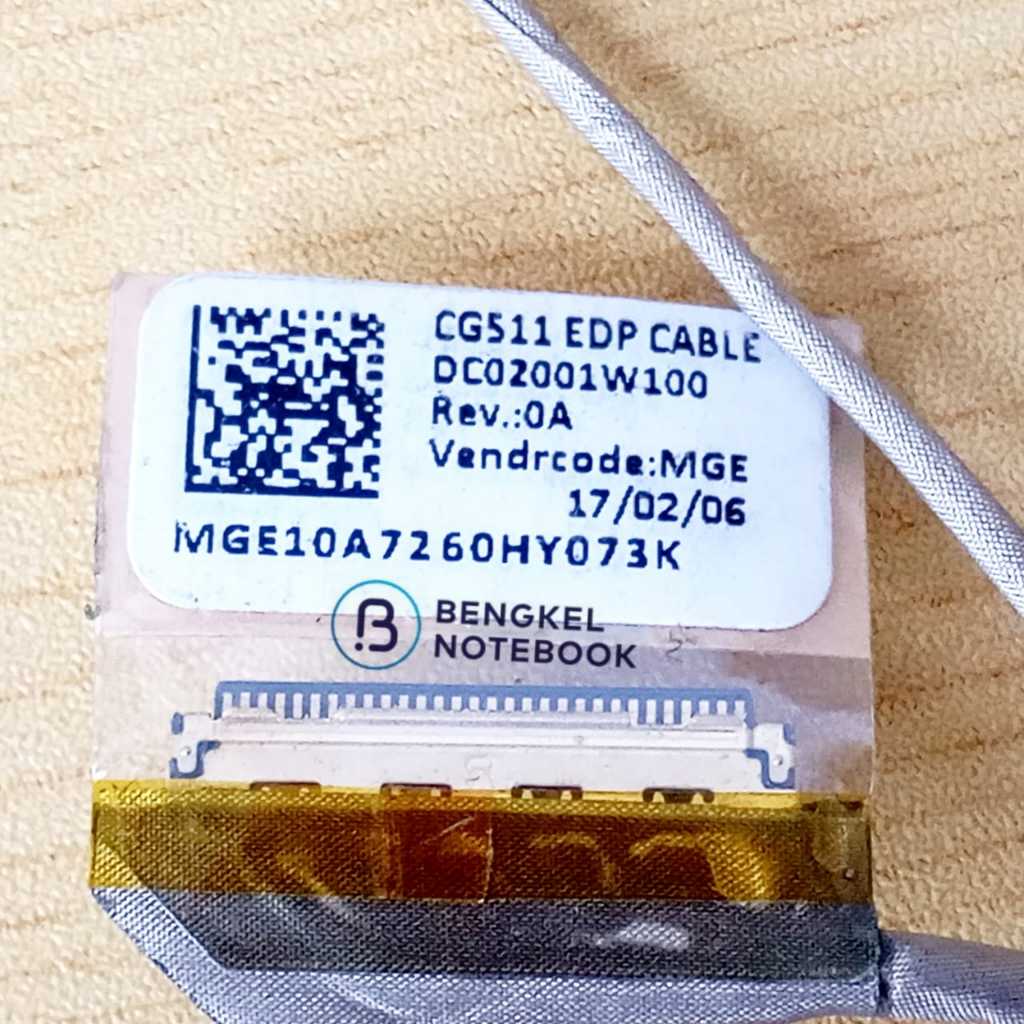 CG511 EDP CABLE
DC02001W100
Rev.:0A
Vendrcode:MGE
17/02/06
MGE10A7260HY073K
BENGKEL
NOTEBOOK